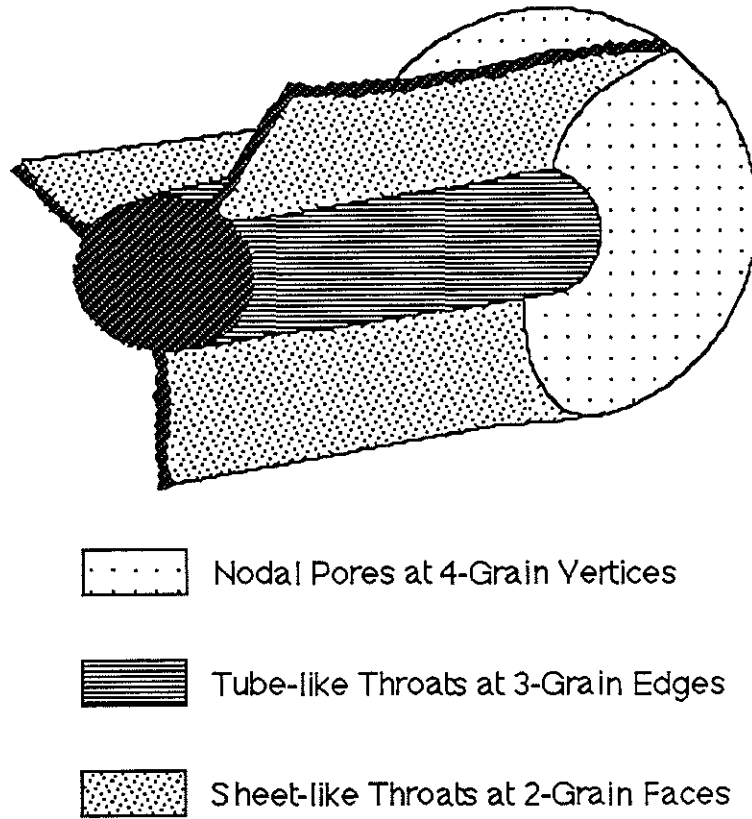 Nodal Pores at 4-Grain Vertices
Tube-like Throats at 3-Grain Edges
Sheet-like Throats at 2-Grain Faces